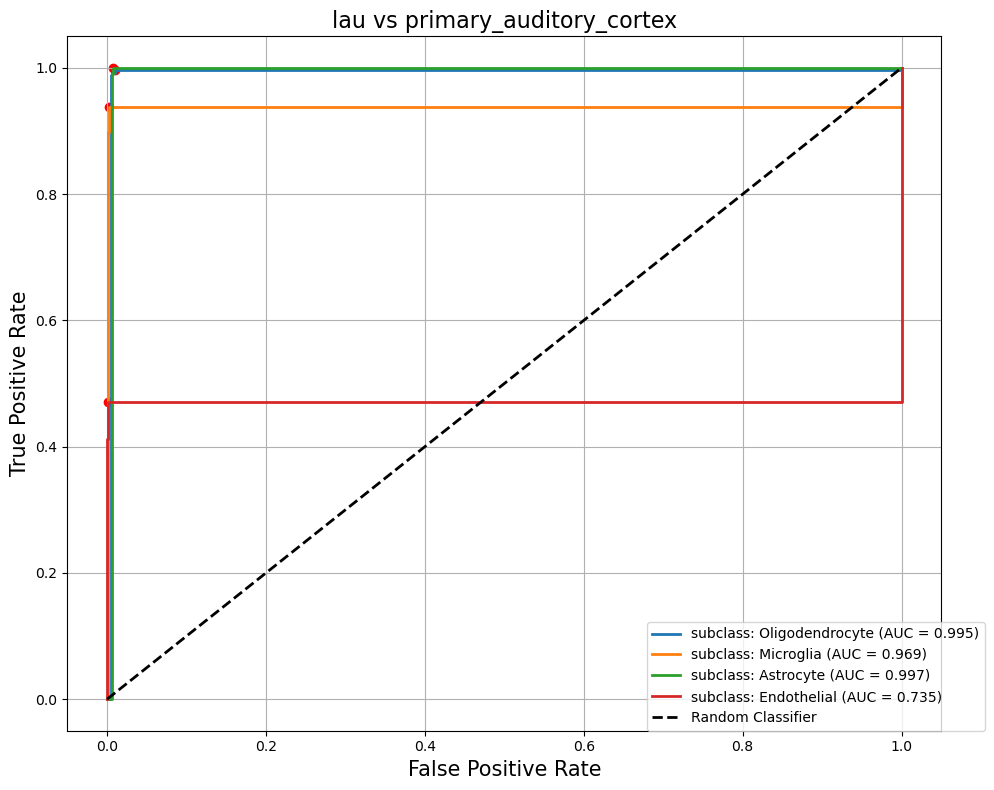 lau vs primary_auditory_cortex
True Positive Rate
1.0
0.8
0.6
0.4
0.2
0.0
subclass: Oligodendrocyte (AUC = 0.995)
subclass: Microglia (AUC = 0.969)
subclass: Astrocyte (AUC = 0.997)
subclass: Endothelial (AUC = 0.735)
Random Classifier
0.0 0.2 0.4 0.6 0.8 1.0
False Positive Rate